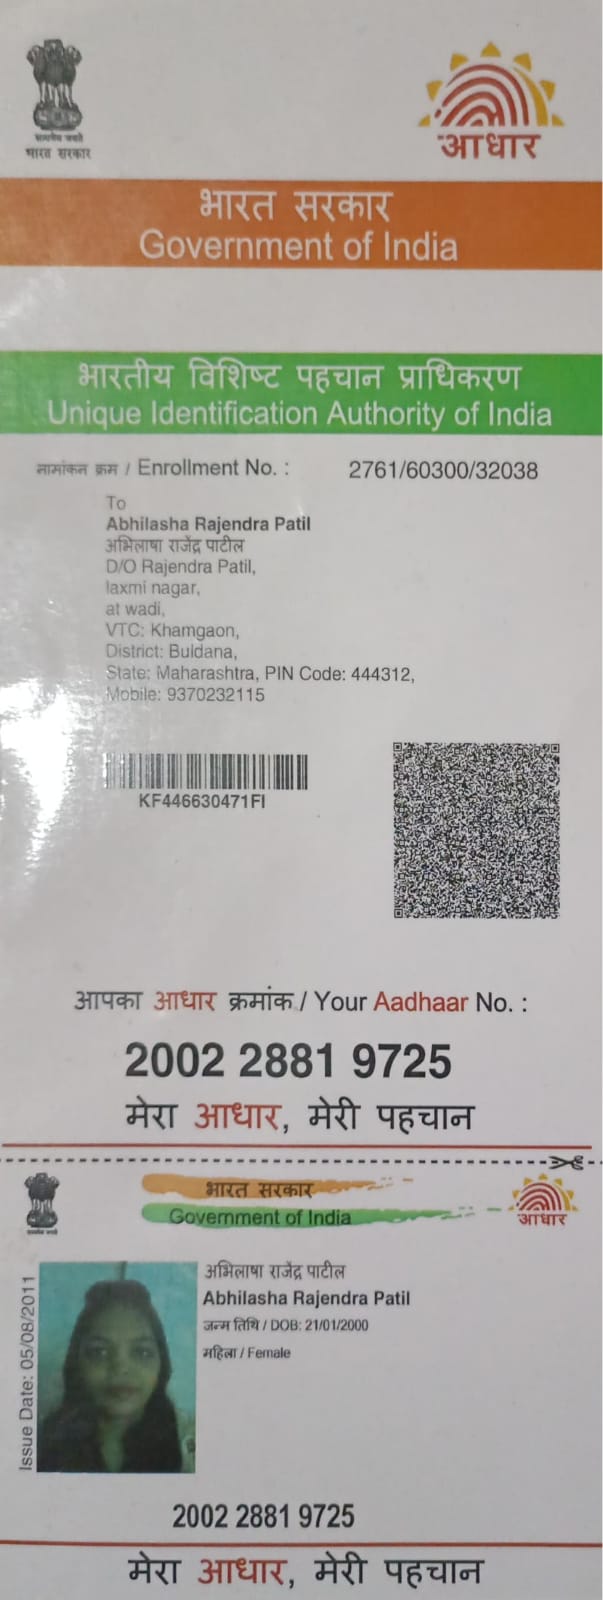 सत्यमेव जयते
भारत सरकार
आधार
भारत सरकार
Government of India
भारतीय विशिष्ट पहचान प्राधिकरण
Unique Identification Authority of India
नामांकन क्रम / Enrollment No. : 2761/60300/32038
To
Abhilasha Rajendra Patil
अभिलाषा राजेंद्र पाटील
D/O Rajendra Patil,
laxmi nagar,
at wadi,
VTC: Khamgaon,
District: Buldana,
State: Maharashtra, PIN Code: 444312,
Mobile: 9370232115
KF446630471FI
आपका आधार क्रमांक / Your Aadhaar No. :
2002 2881 9725
मेरा आधार, मेरी पहचान
भारत सरकार
Government of India
आधार
Issue Date: 05/08/2011
अभिलाषा राजेंद्र पाटील
Abhilasha Rajendra Patil
जन्म तिथि / DOB: 21/01/2000
महिला / Female
2002 2881 9725
मेरा आधार, मेरी पहचान